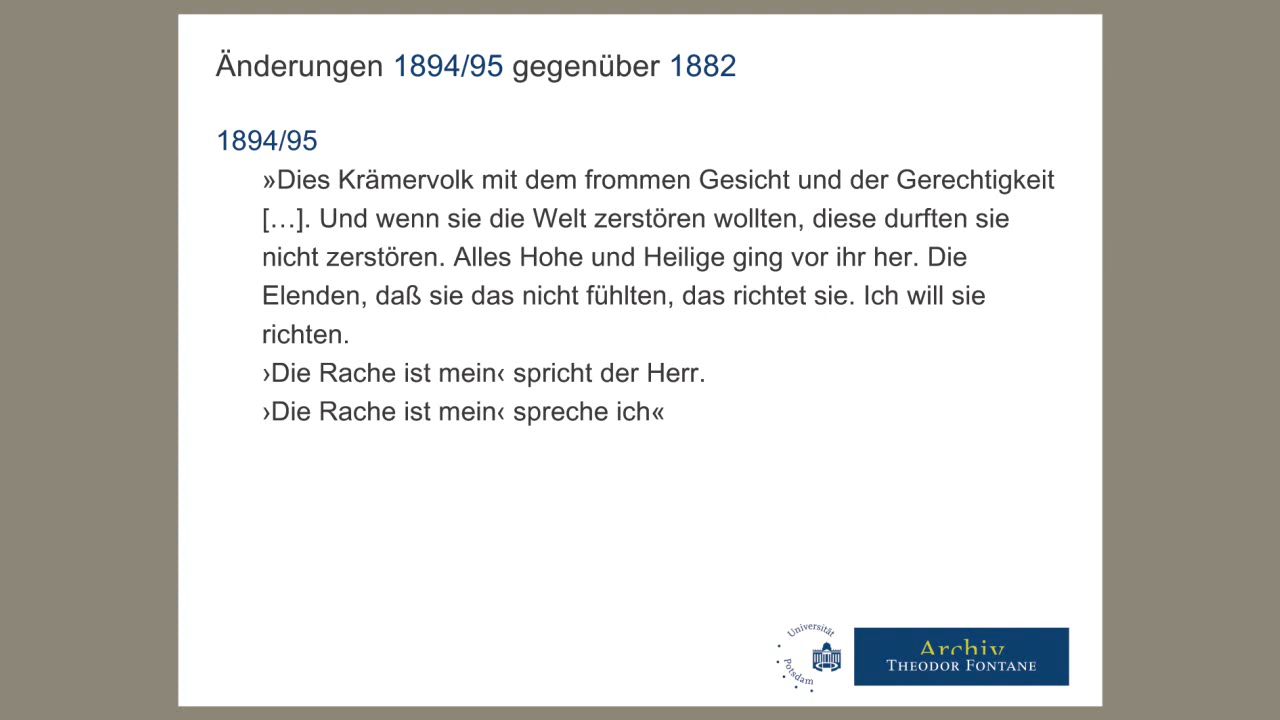 Änderungen 1894/95 gegenüber 1882
1894/95
»Dies Krämervolk mit dem frommen Gesicht und der Gerechtigkeit
[…]. Und wenn sie die Welt zerstören wollten, diese durften sie
nicht zerstören. Alles Hohe und Heilige ging vor ihr her. Die
Elenden, daß sie das nicht fühlten, das richtet sie. Ich will sie
richten.
›Die Rache ist mein‹ spricht der Herr.
›Die Rache ist mein‹ spreche ich«
Universität
Potsdam
Archiv
THEODOR FONTANE